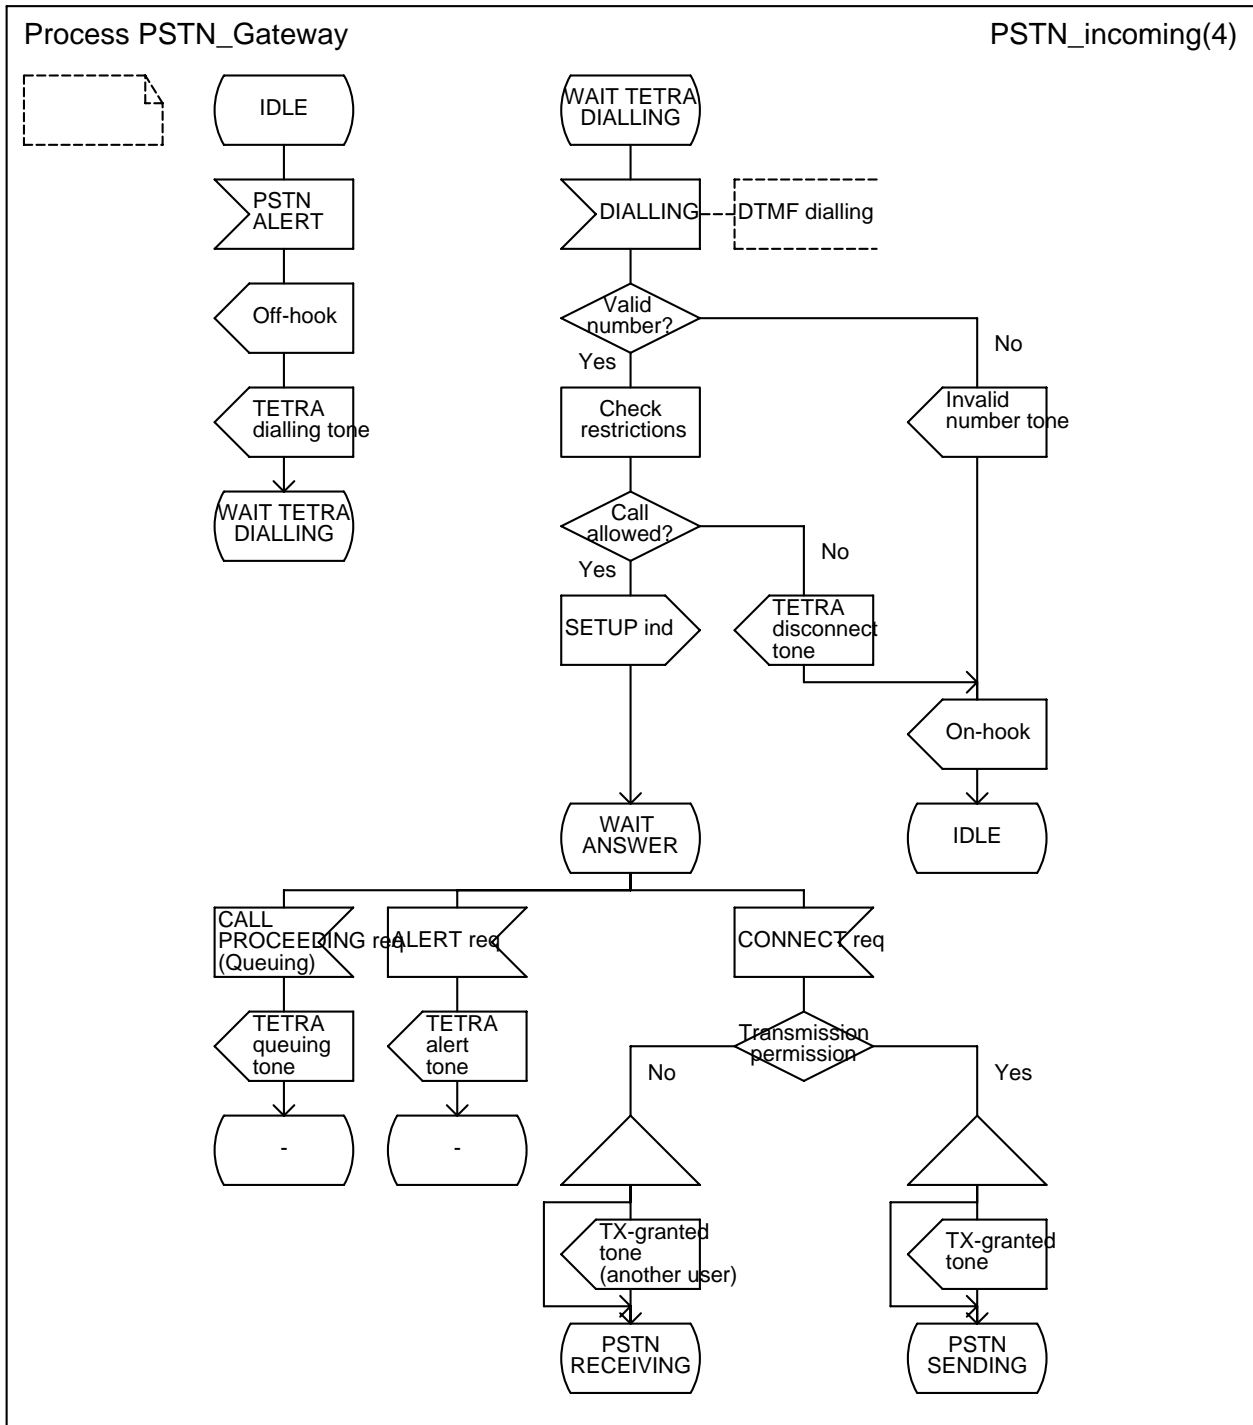 Process PSTN_Gateway
PSTN_incoming(4)
IDLE
PSTN
ALERT
Off-hook
TETRA
dialling tone
WAIT TETRA
DIALLING
WAIT TETRA
DIALLING
DIALLING
DTMF dialling
Valid
number?
No
Yes
Check
restrictions
Invalid
number tone
Call
allowed?
No
Yes
SETUP ind
TETRA
disconnect
tone
On-hook
IDLE
WAIT
ANSWER
CALL
PROCEEDING req
(Queuing)
ALERT req
CONNECT req
TETRA
queuing
tone
TETRA
alert
tone
Transmission
permission
No
Yes
-
-
TX-granted
tone
(another user)
TX-granted
tone
PSTN
RECEIVING
PSTN
SENDING